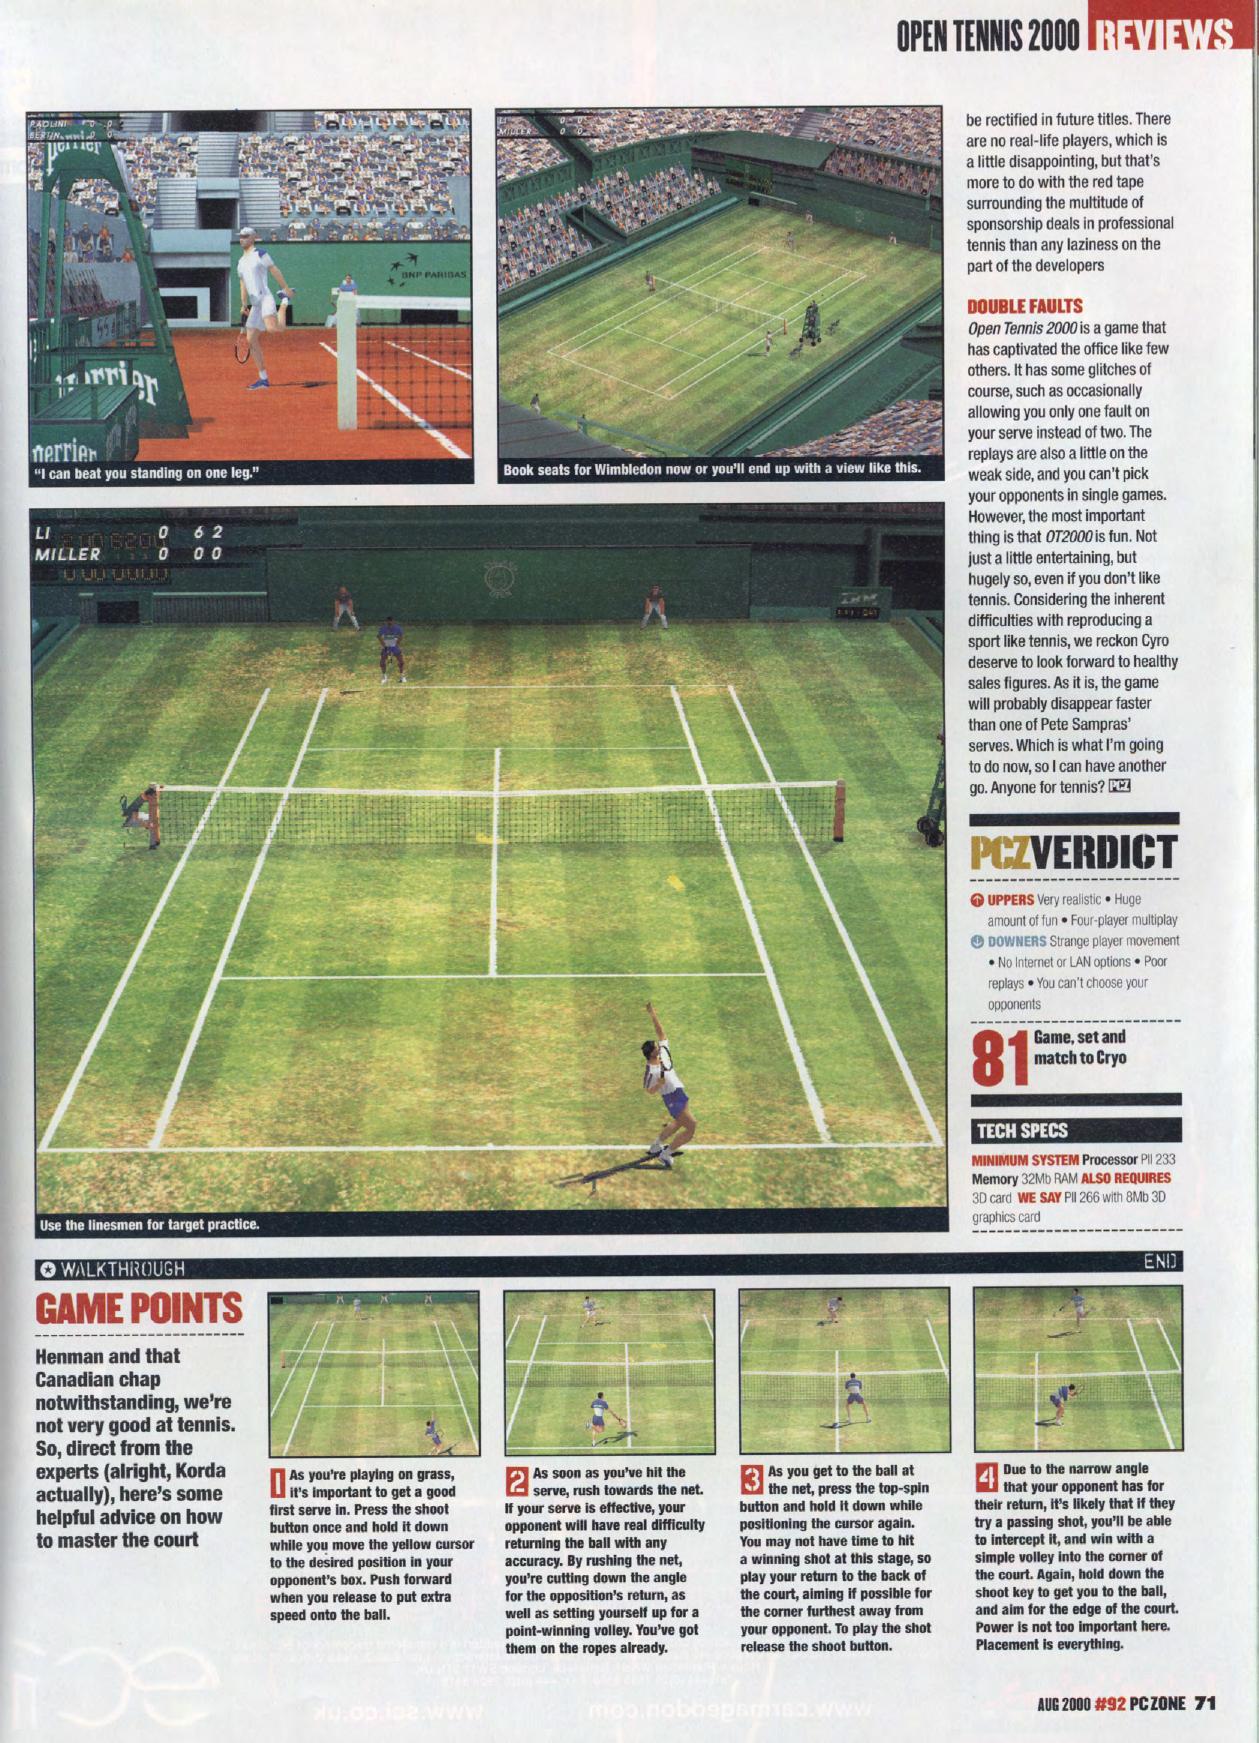 OPEN TENNIS 2000 REVIEWS
PAOLINI 0 0
BERTIN 0 0
perrier
BNP PARIBAS
perrier
perrier
"I can beat you standing on one leg."
LI 0 0
MILLER 0 0
Book seats for Wimbledon now or you'll end up with a view like this.
LI 0 6 2
MILLER 0 0 0
IBM
Use the linesmen for target practice.
be rectified in future titles. There
are no real-life players, which is
a little disappointing, but that's
more to do with the red tape
surrounding the multitude of
sponsorship deals in professional
tennis than any laziness on the
part of the developers
DOUBLE FAULTS
Open Tennis 2000 is a game that
has captivated the office like few
others. It has some glitches of
course, such as occasionally
allowing you only one fault on
your serve instead of two. The
replays are also a little on the
weak side, and you can't pick
your opponents in single games.
However, the most important
thing is that OT2000 is fun. Not
just a little entertaining, but
hugely so, even if you don't like
tennis. Considering the inherent
difficulties with reproducing a
sport like tennis, we reckon Cyro
deserve to look forward to healthy
sales figures. As it is, the game
will probably disappear faster
than one of Pete Sampras'
serves. Which is what I'm going
to do now, so I can have another
go. Anyone for tennis? PCZ
PCZVERDICT
UPPERS Very realistic • Huge
amount of fun • Four-player multiplay
DOWNERS Strange player movement
• No Internet or LAN options • Poor
replays • You can't choose your
opponents
81 Game, set and
match to Cryo
TECH SPECS
MINIMUM SYSTEM Processor PII 233
Memory 32Mb RAM ALSO REQUIRES
3D card WE SAY PII 266 with 8Mb 3D
graphics card
WALKTHROUGH
END
GAME POINTS
Henman and that
Canadian chap
notwithstanding, we're
not very good at tennis.
So, direct from the
experts (alright, Korda
actually), here's some
helpful advice on how
to master the court
1 As you're playing on grass,
it's important to get a good
first serve in. Press the shoot
button once and hold it down
while you move the yellow cursor
to the desired position in your
opponent's box. Push forward
when you release to put extra
speed onto the ball.
2 As soon as you've hit the
serve, rush towards the net.
If your serve is effective, your
opponent will have real difficulty
returning the ball with any
accuracy. By rushing the net,
you're cutting down the angle
for the opposition's return, as
well as setting yourself up for a
point-winning volley. You've got
them on the ropes already.
3 As you get to the ball at
the net, press the top-spin
button and hold it down while
positioning the cursor again.
You may not have time to hit
a winning shot at this stage, so
play your return to the back of
the court, aiming if possible for
the corner furthest away from
your opponent. To play the shot
release the shoot button.
4 Due to the narrow angle
that your opponent has for
their return, it's likely that if they
try a passing shot, you'll be able
to intercept it, and win with a
simple volley into the corner of
the court. Again, hold down the
shoot key to get you to the ball,
and aim for the edge of the court.
Power is not too important here.
Placement is everything.
www.sci.co.uk
www.carmageddon.com
AUG 2000 #92 PC ZONE 71